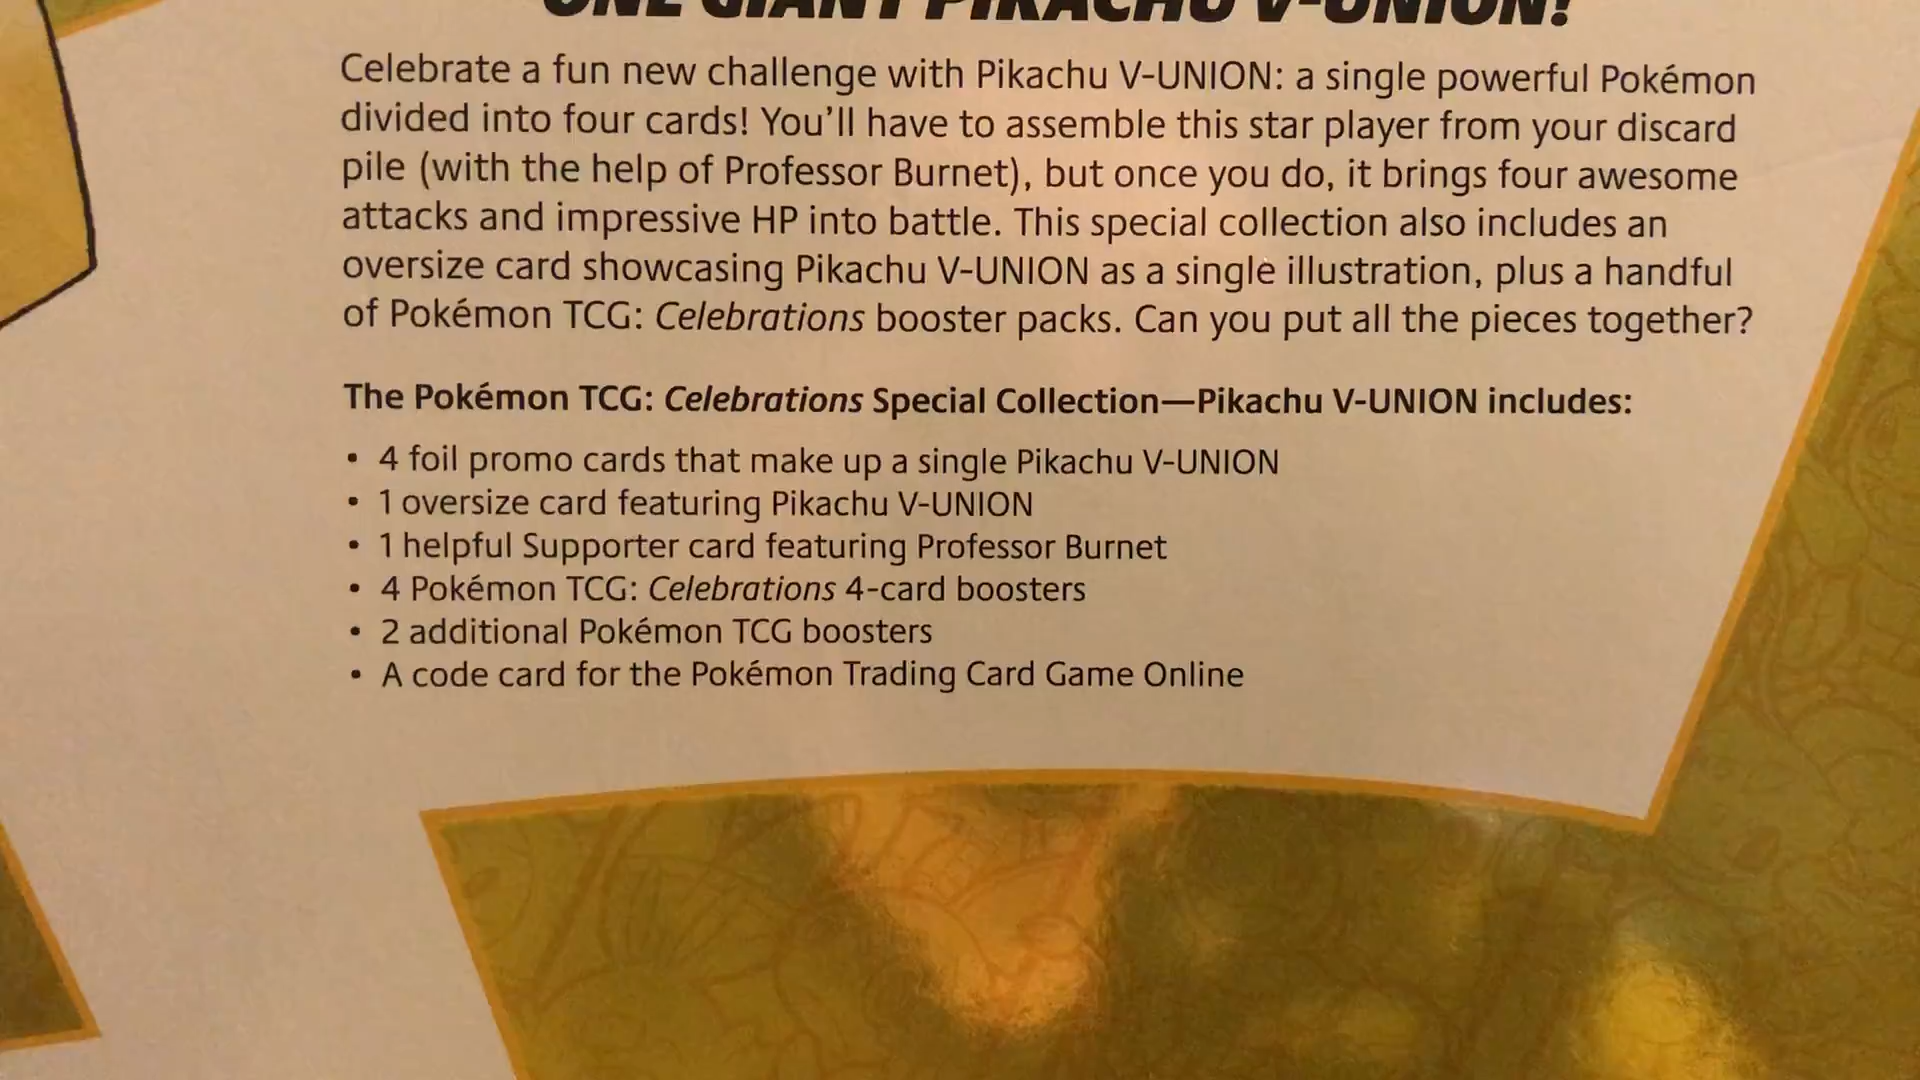 ONE GIANT PIKACHU V-UNION!
Celebrate a fun new challenge with Pikachu V-UNION: a single powerful Pokémon
divided into four cards! You'll have to assemble this star player from your discard
pile (with the help of Professor Burnet), but once you do, it brings four awesome
attacks and impressive HP into battle. This special collection also includes an
oversize card showcasing Pikachu V-UNION as a single illustration, plus a handful
of Pokémon TCG: Celebrations booster packs. Can you put all the pieces together?
The Pokémon TCG: Celebrations Special Collection—Pikachu V-UNION includes:
• 4 foil promo cards that make up a single Pikachu V-UNION
• 1 oversize card featuring Pikachu V-UNION
• 1 helpful Supporter card featuring Professor Burnet
• 4 Pokémon TCG: Celebrations 4-card boosters
• 2 additional Pokémon TCG boosters
• A code card for the Pokémon Trading Card Game Online